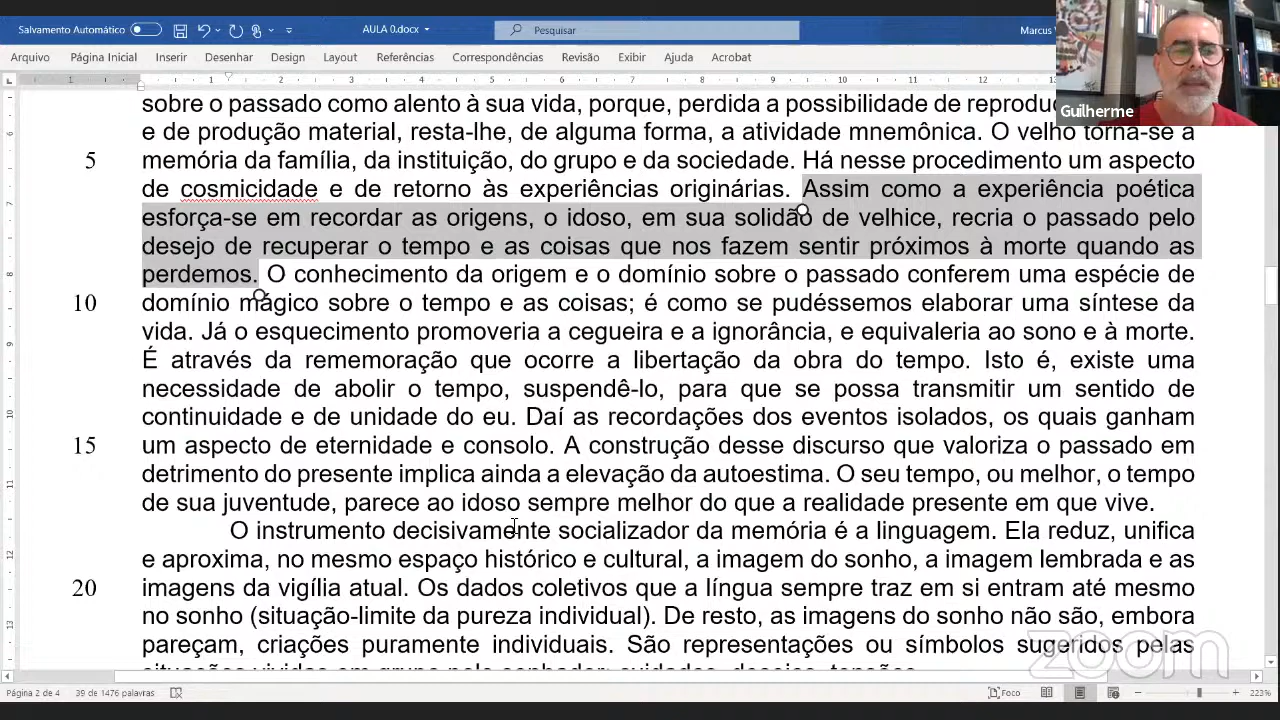 Salvamento Automático
AULA 0.docx
Pesquisar
Marcus
Arquivo Página Inicial Inserir Desenhar Design Layout Referências Correspondências Revisão Exibir Ajuda Acrobat
1 1 2 3 4 5 6 7 8 9 10 11 12
Guilherme
sobre o passado como alento à sua vida, porque, perdida a possibilidade de
e de produção material, resta-lhe, de alguma forma, a atividade mnemônica. O velho torna-se a
5 memória da família, da instituição, do grupo e da sociedade. Há nesse procedimento um aspecto
de cosmicidade e de retorno às experiências originárias. Assim como a experiência poética
esforça-se em recordar as origens, o idoso, em sua solidão de velhice, recria o passado pelo
desejo de recuperar o tempo e as coisas que nos fazem sentir próximos à morte quando as
perdemos. O conhecimento da origem e o domínio sobre o passado conferem uma espécie de
10 domínio mágico sobre o tempo e as coisas; é como se pudéssemos elaborar uma síntese da
vida. Já o esquecimento promoveria a cegueira e a ignorância, e equivaleria ao sono e à morte.
É através da rememoração que ocorre a libertação da obra do tempo. Isto é, existe uma
necessidade de abolir o tempo, suspendê-lo, para que se possa transmitir um sentido de
continuidade e de unidade do eu. Daí as recordações dos eventos isolados, os quais ganham
15 um aspecto de eternidade e consolo. A construção desse discurso que valoriza o passado em
detrimento do presente implica ainda a elevação da autoestima. O seu tempo, ou melhor, o tempo
de sua juventude, parece ao idoso sempre melhor do que a realidade presente em que vive.
O instrumento decisivamente socializador da memória é a linguagem. Ela reduz, unifica
e aproxima, no mesmo espaço histórico e cultural, a imagem do sonho, a imagem lembrada e as
20 imagens da vigília atual. Os dados coletivos que a língua sempre traz em si entram até mesmo
no sonho (situação-limite da pureza individual). De resto, as imagens do sonho não são, embora
pareçam, criações puramente individuais. São representações ou símbolos sugeridos pelas
zoom
Página 2 de 4 39 de 1476 palavras
Foco
223%